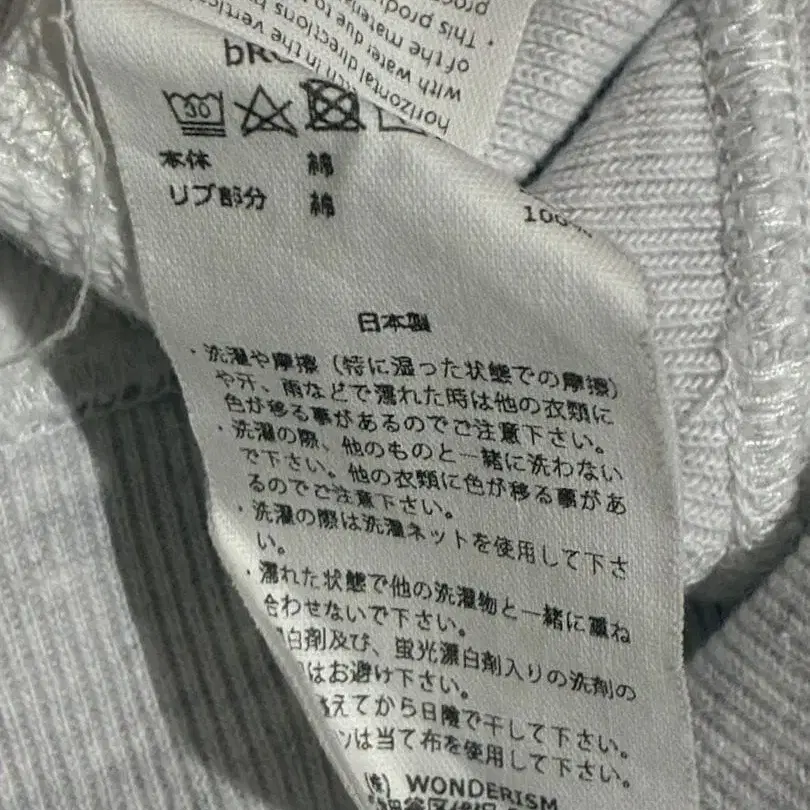 · This produ
of the materia
with water due to
horizontal directions b
ch in the vertical
30
本体 綿
リブ部分 綿 100%
日本製
・洗濯や摩擦（特に湿った状態での摩擦）
や汗、雨などで濡れた時は他の衣類に
色が移る事があるのでご注意下さい。
・洗濯の際、他のものと一緒に洗わない
で下さい。他の衣類に色が移る事があ
るのでご注意下さい。
・洗濯の際は洗濯ネットを使用して下さ
い。
・濡れた状態で他の洗濯物と一緒に重ね
合わせないで下さい。
白剤及び、蛍光漂白剤入りの洗剤の
はお避け下さい。
えてから日陰で干して下さい。
ンは当て布を使用して下さい。
(株) WONDERISM